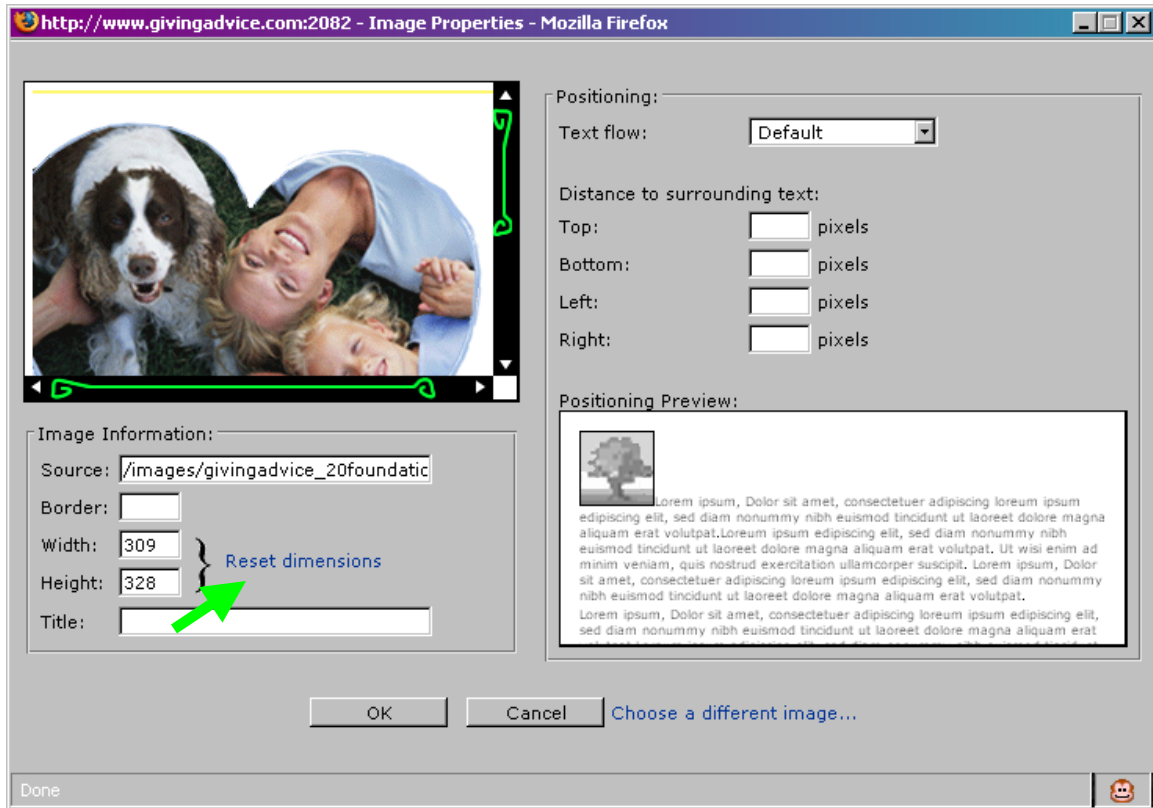 http://www.givingadvice.com:2082 - Image Properties - Mozilla Firefox
Image Information:
Source: /images/givingadvice_20foundatic
Border:
Width: 309
Height: 328
Reset dimensions
Title:
Positioning:
Text flow: Default
Distance to surrounding text:
Top: pixels
Bottom: pixels
Left: pixels
Right: pixels
Positioning Preview:
Lorem ipsum, Dolor sit amet, consectetuer adipiscing loreum ipsum
edipiscing elit, sed diam nonummy nibh euismod tincidunt ut laoreet dolore magna
aliquam erat volutpat.Loreum ipsum edipiscing elit, sed diam nonummy nibh
euismod tincidunt ut laoreet dolore magna aliquam erat volutpat. Ut wisi enim ad
minim veniam, quis nostrud exercitation ullamcorper suscipit. Lorem ipsum, Dolor
sit amet, consectetuer adipiscing loreum ipsum edipiscing elit, sed diam nonummy
nibh euismod tincidunt ut laoreet dolore magna aliquam erat volutpat.
Lorem ipsum, Dolor sit amet, consectetuer adipiscing loreum ipsum edipiscing elit,
sed diam nonummy nibh euismod tincidunt ut laoreet dolore magna aliquam erat
OK
Cancel
Choose a different image...
Done